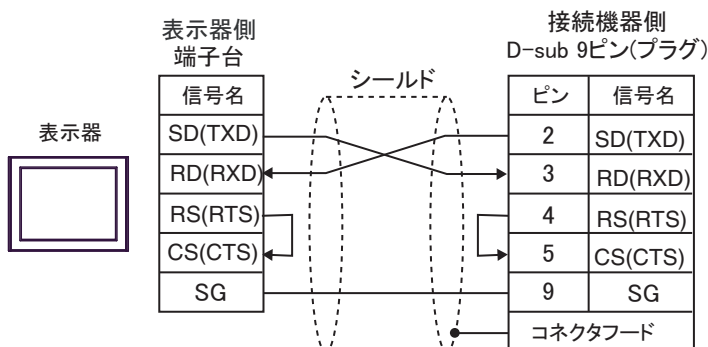 表示器側
端子台
接続機器側
D-sub 9ピン(プラグ)
シールド
信号名
ピン 信号名
表示器
SD(TXD)
2 SD(TXD)
RD(RXD)
3 RD(RXD)
RS(RTS)
4 RS(RTS)
CS(CTS)
5 CS(CTS)
SG
9 SG
コネクタフード